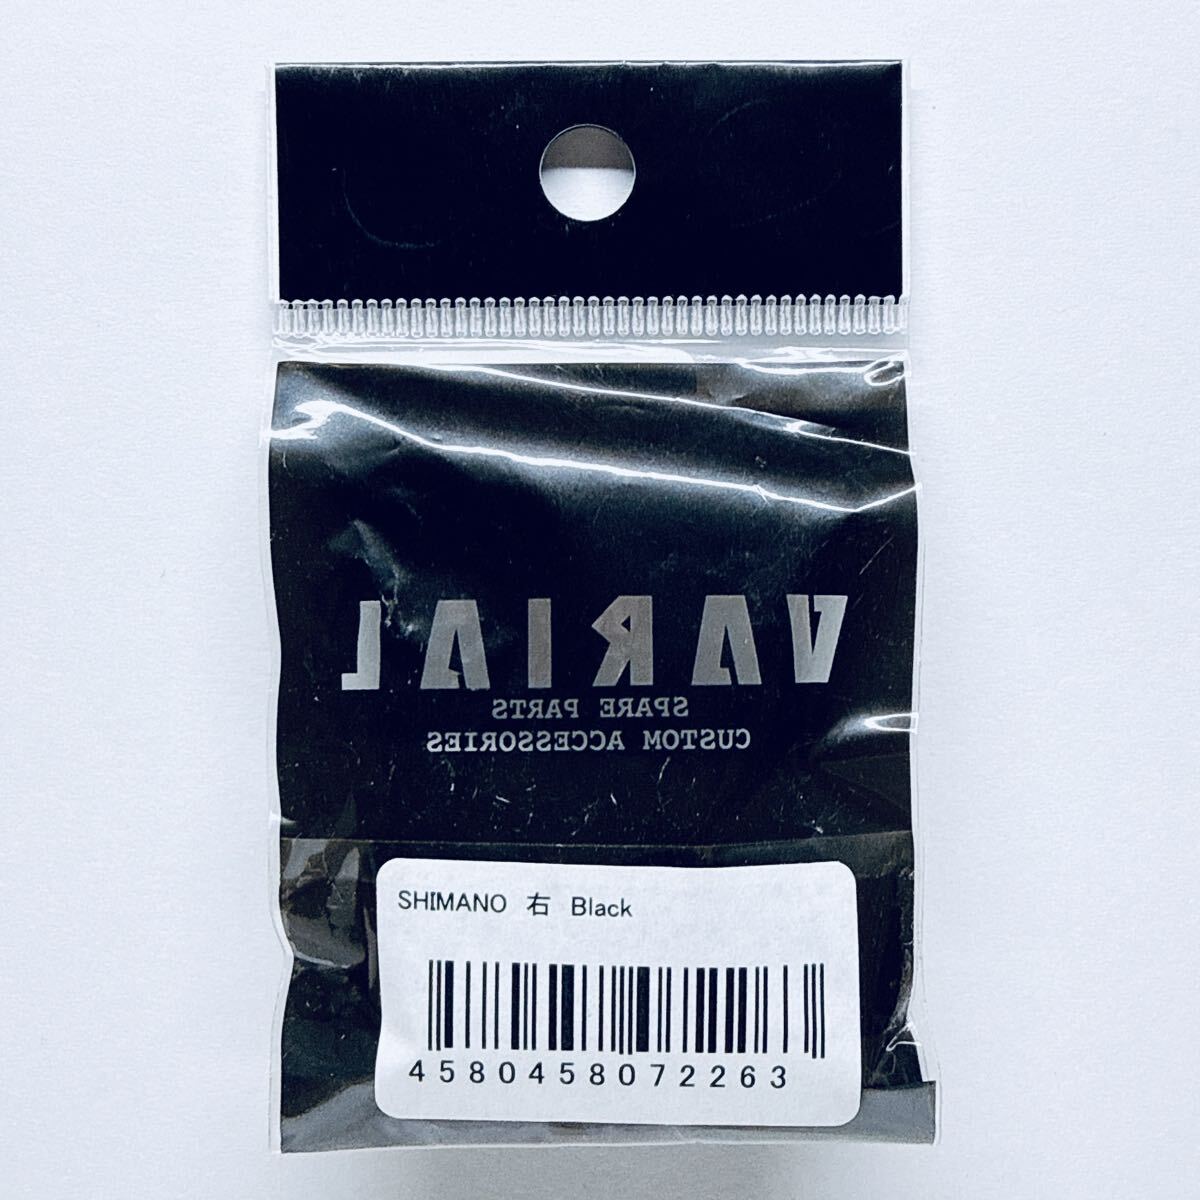 VARIAL
SPARE PARTS
CUSTOM ACCESSORIES
SHIMANO 右 Black
4580458072263